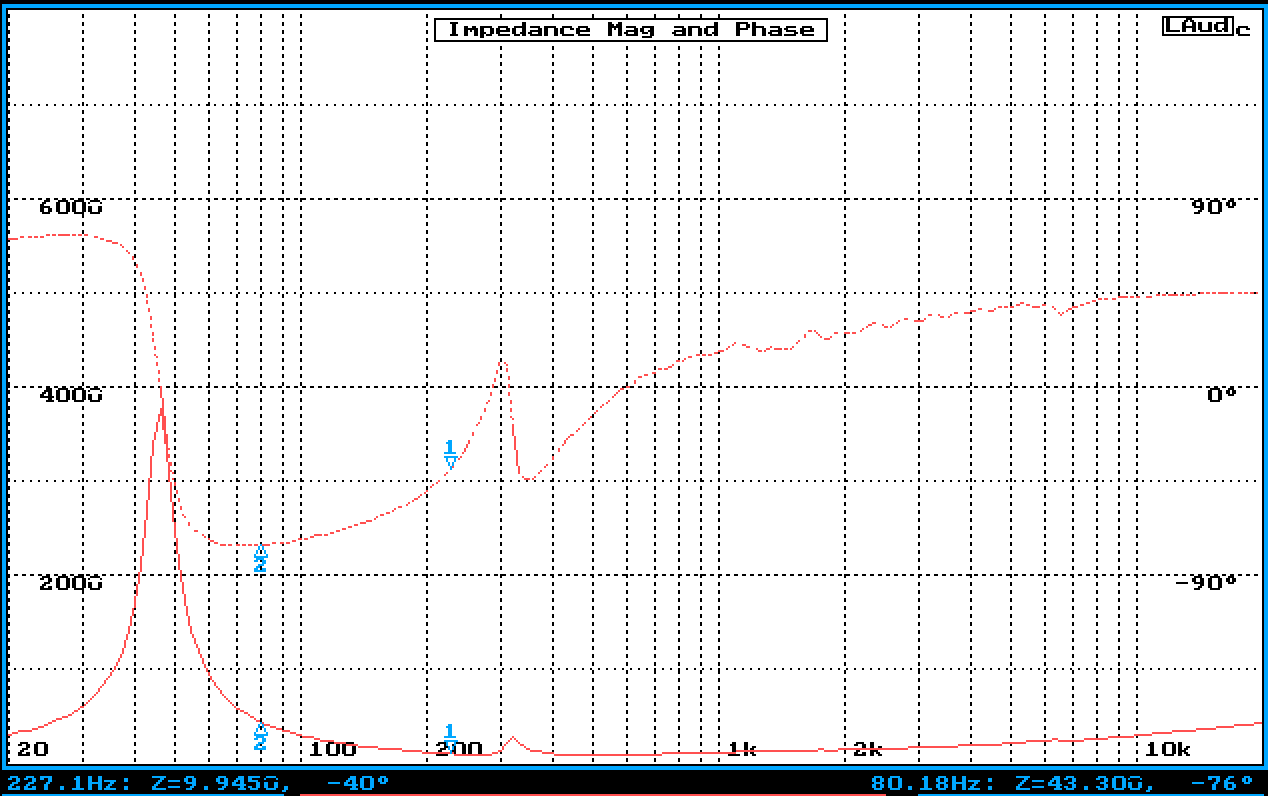 Impedance Mag and Phase
LAudc
600Ω 90°
400Ω 0°
1
2
200Ω -90°
1
2
20 100 200 1k 2k 10k
227.1Hz: Z=9.945Ω, -40° 80.18Hz: Z=43.30Ω, -76°